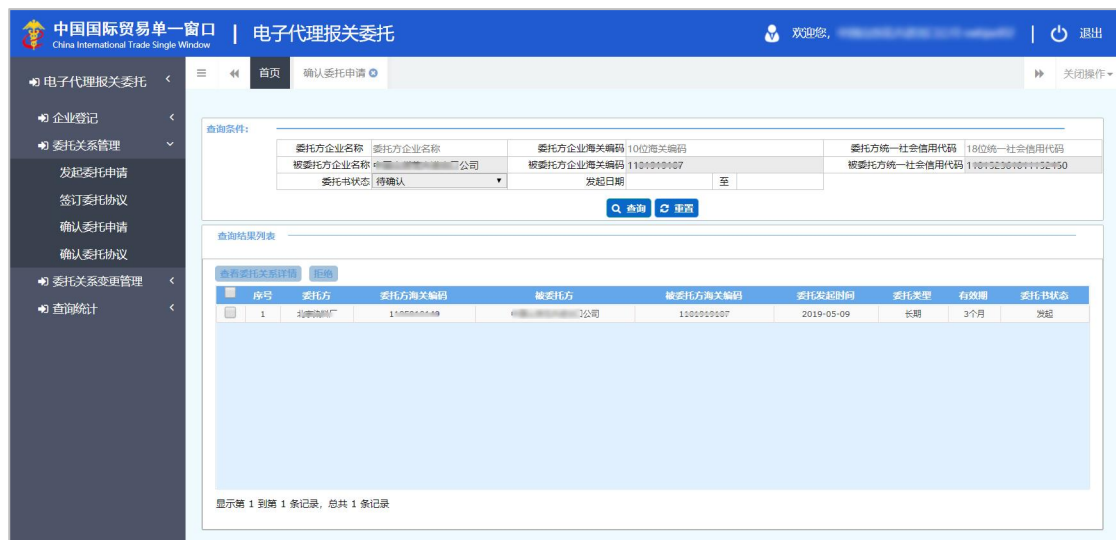 中国国际贸易单一窗口 | 电子代理报关委托
China International Trade Single Window
欢迎您, | 退出
电子代理报关委托
企业登记
委托关系管理
发起委托申请
签订委托协议
确认委托申请
确认委托协议
委托关系变更管理
查询统计
首页 确认委托申请 关闭操作
查询条件:
委托方企业名称 委托方企业名称 委托方企业海关编码 10位海关编码 委托方统一社会信用代码 18位统一社会信用代码
被委托方企业名称 公司 被委托方企业海关编码 被委托方统一社会信用代码
委托书状态 待确认 发起日期 至
查询 重置
查询结果列表
查看委托关系详情 拒绝
序号 委托方 委托方海关编码 被委托方 被委托方海关编码 委托发起时间 委托类型 有效期 委托书状态
1 公司 2019-05-09 长期 3个月 发起
显示第 1 到第 1 条记录, 总共 1 条记录